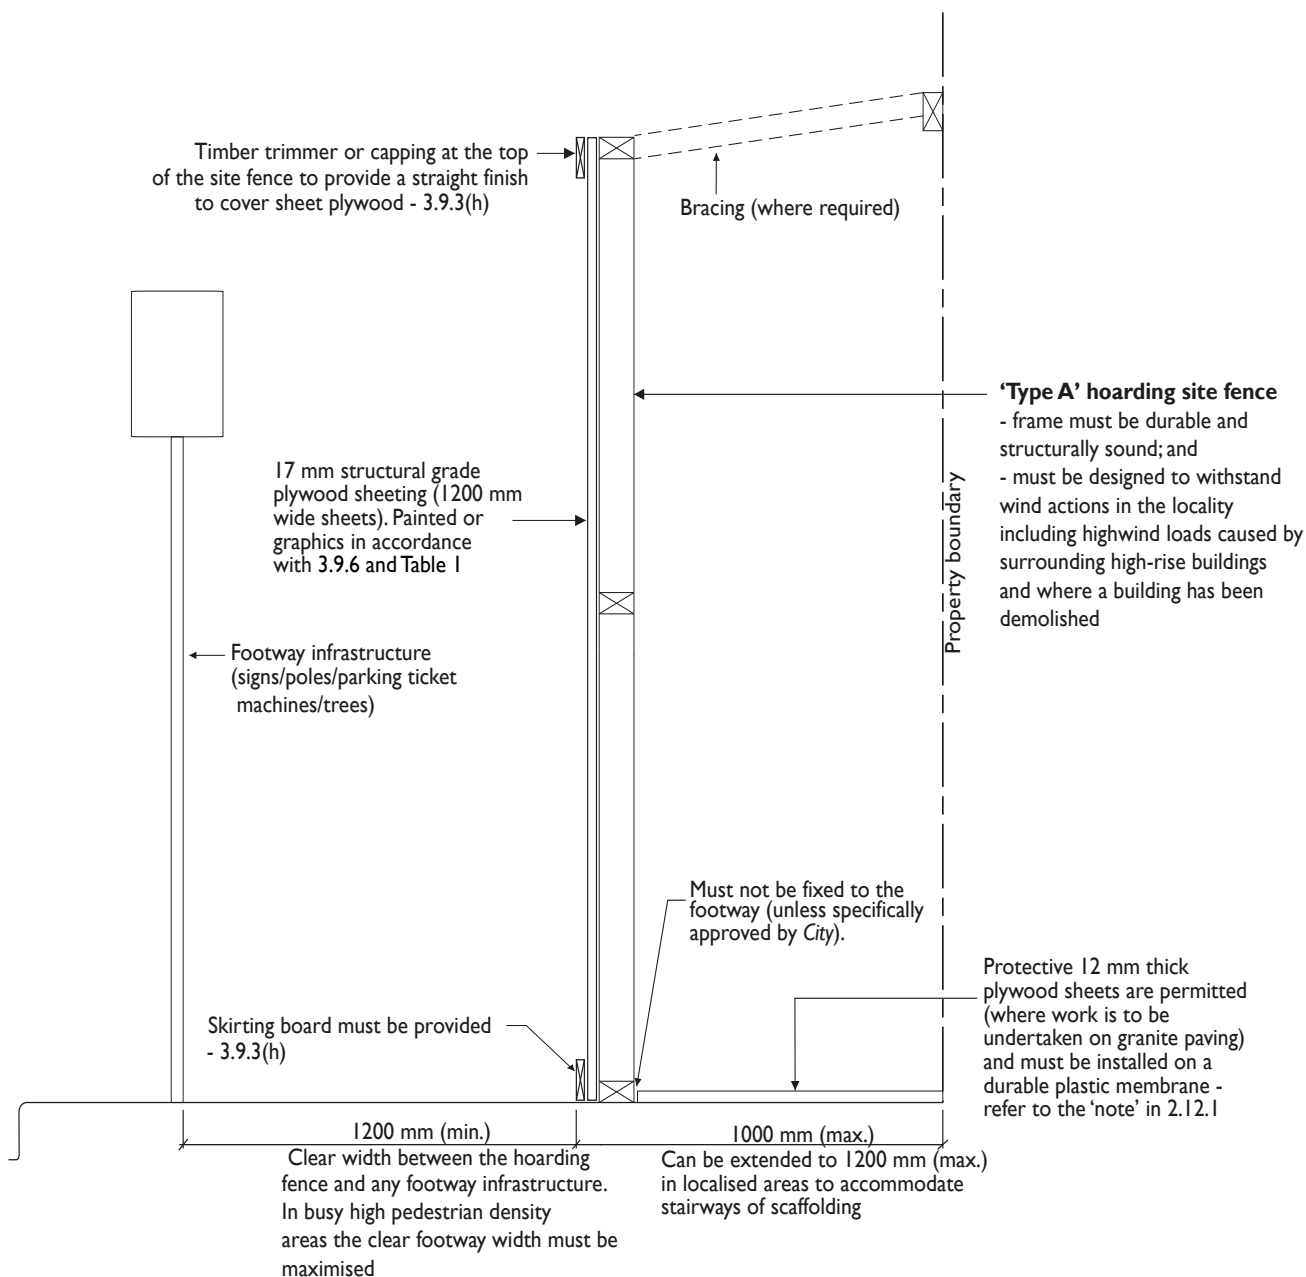 Timber trimmer or capping at the top
of the site fence to provide a straight finish
to cover sheet plywood - 3.9.3(h)
Bracing (where required)
'Type A' hoarding site fence
- frame must be durable and
structurally sound; and
- must be designed to withstand
wind actions in the locality
including highwind loads caused by
surrounding high-rise buildings
and where a building has been
demolished
17 mm structural grade
plywood sheeting (1200 mm
wide sheets). Painted or
graphics in accordance
with 3.9.6 and Table 1
Property boundary
Footway infrastructure
(signs/poles/parking ticket
machines/trees)
Must not be fixed to the
footway (unless specifically
approved by City).
Protective 12 mm thick
plywood sheets are permitted
(where work is to be
undertaken on granite paving)
and must be installed on a
durable plastic membrane -
refer to the 'note' in 2.12.1
Skirting board must be provided
- 3.9.3(h)
1200 mm (min.)
Clear width between the hoarding
fence and any footway infrastructure.
In busy high pedestrian density
areas the clear footway width must be
maximised
1000 mm (max.)
Can be extended to 1200 mm (max.)
in localised areas to accommodate
stairways of scaffolding